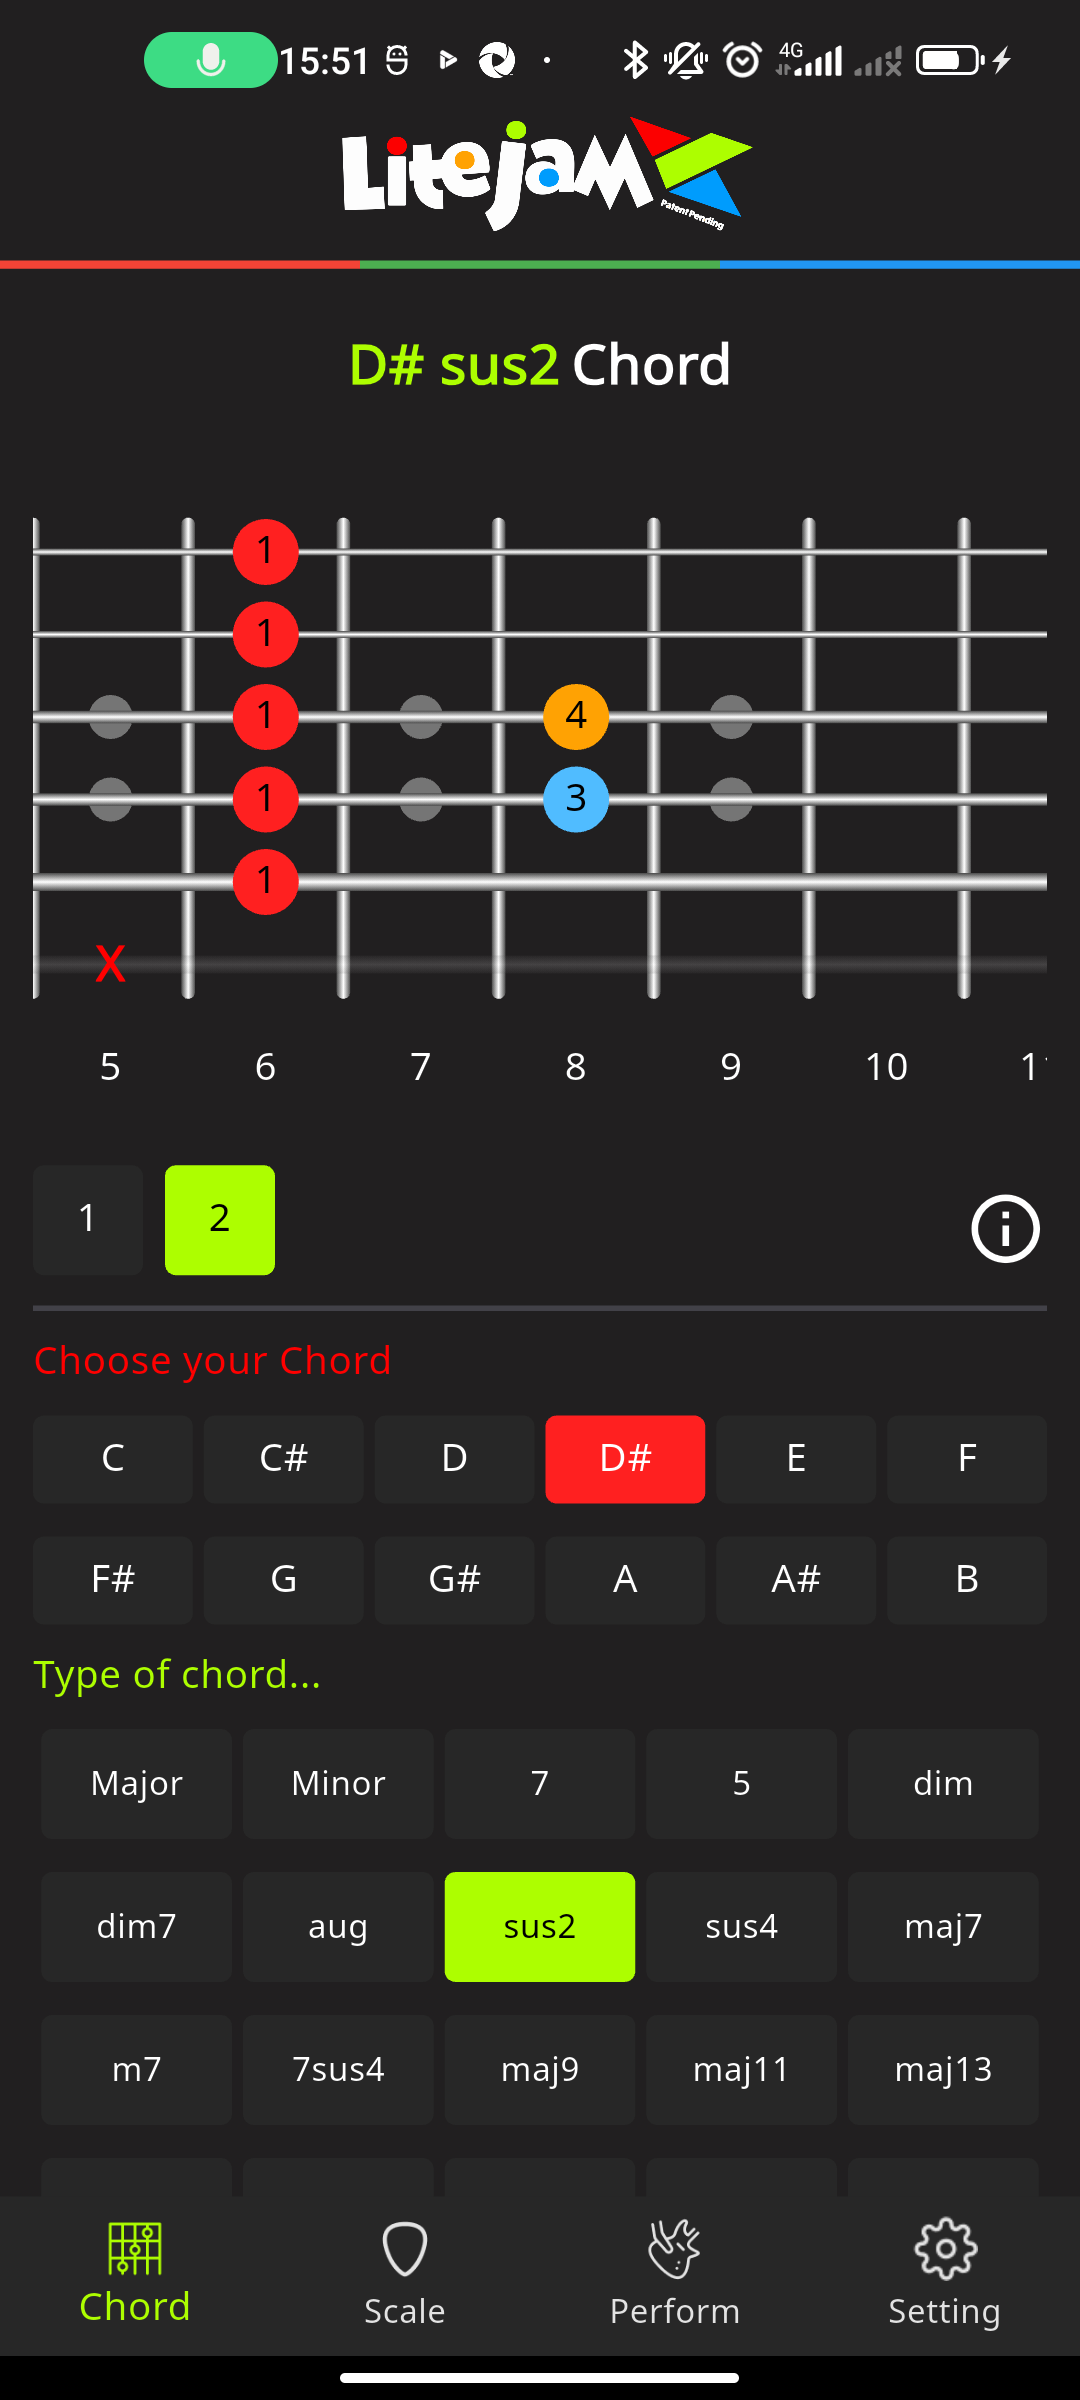 15:51
4G
Litejam
Patent Pending
D# sus2 Chord
1
1
1 4
1 3
1
X
5 6 7 8 9 10
1 2
Choose your Chord
C C# D D# E F
F# G G# A A# B
Type of chord...
Major Minor 7 5 dim
dim7 aug sus2 sus4 maj7
m7 7sus4 maj9 maj11 maj13
Chord Scale Perform Setting